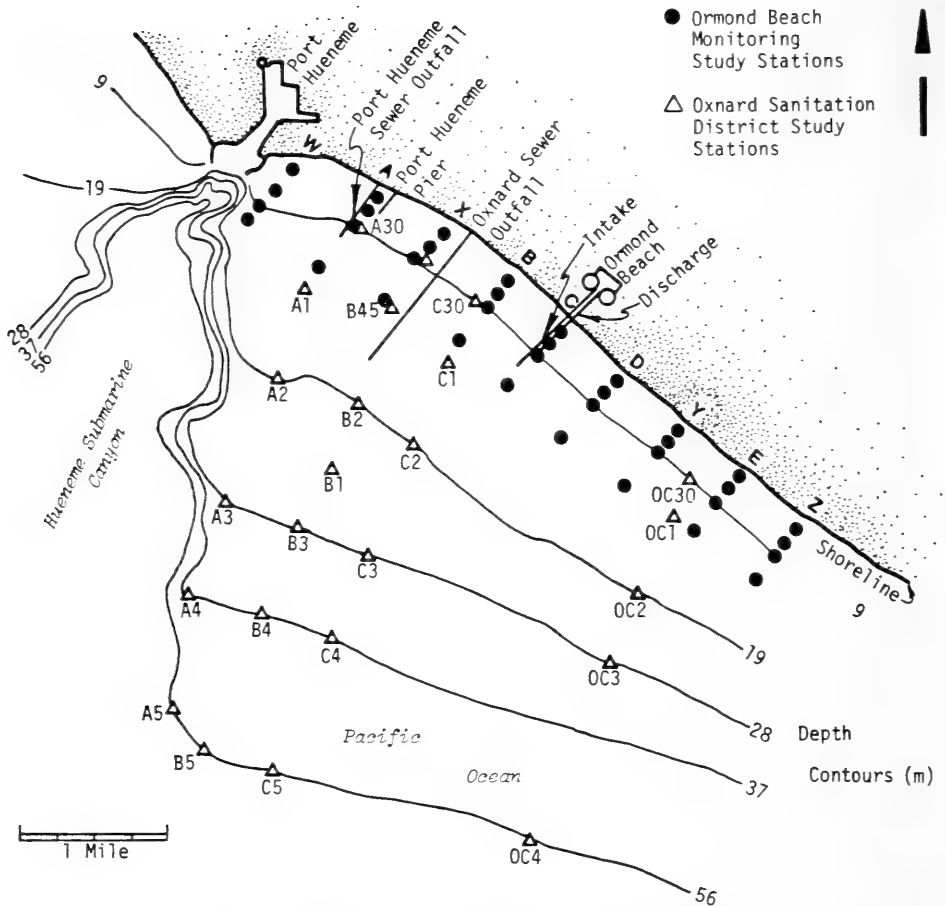 Ormond Beach
Monitoring
Study Stations
Oxnard Sanitation
District Study
Stations
9
Port
Hueneme
Port Hueneme
Sewer Outfall
Port Hueneme
Pier
Oxnard Sewer
Outfall
Intake
Ormond
Beach
Discharge
W
A
X
B
C
D
Y
E
Z
Shoreline
9
19
A30
A1
B45
C30
C1
28
37
56
Hueneme Submarine
Canyon
A2
B2
C2
B1
OC30
OC1
A3
B3
C3
OC2
19
A4
B4
C4
OC3
28 Depth
A5
Pacific
Ocean
37
Contours (m)
B5
C5
1 Mile
OC4
56